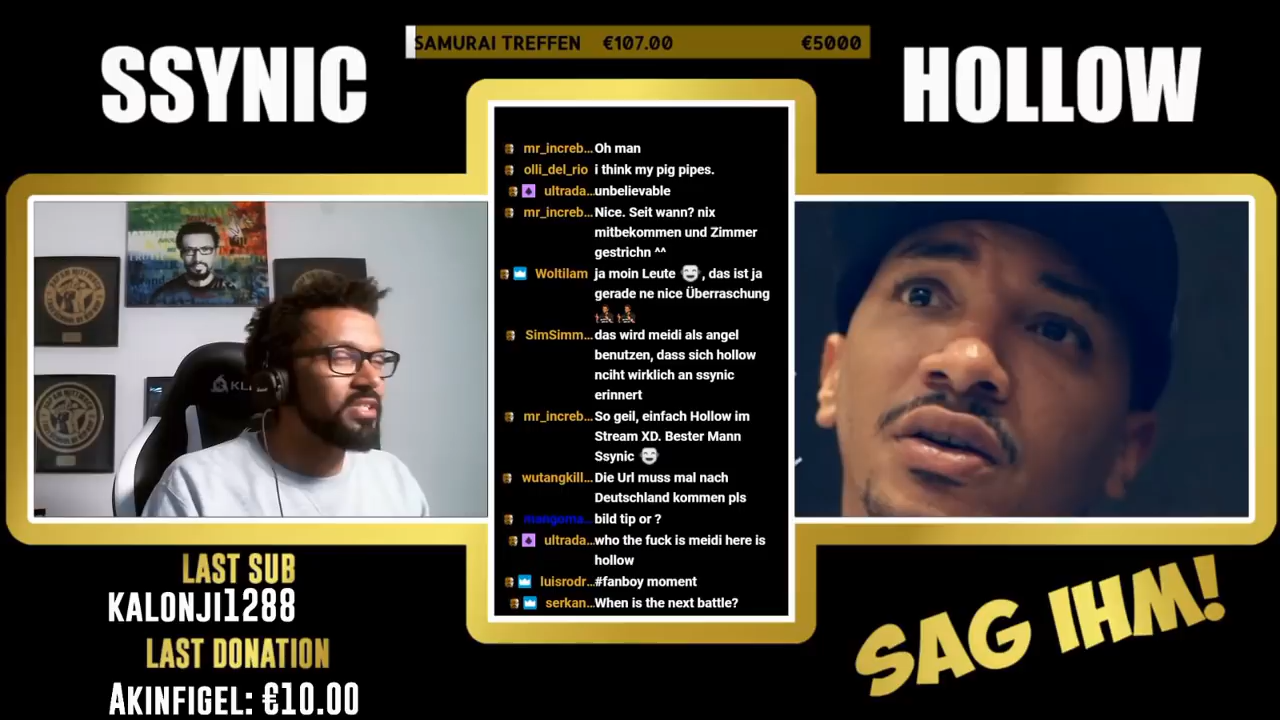 SSYNIC
SAMURAI TREFFEN €107.00 €5000
HOLLOW
mr_increb... Oh man
olli_del_rio i think my pig pipes.
ultrada... unbelievable
mr_increb... Nice. Seit wann? nix
mitbekommen und Zimmer
gestrichn ^^
Woltilam ja moin Leute , das ist ja
gerade ne nice Überraschung
SimSimm... das wird meidi als angel
benutzen, dass sich hollow
nciht wirklich an ssynic
erinnert
mr_increb... So geil, einfach Hollow im
Stream XD. Bester Mann
Ssynic
wutangkill... Die Url muss mal nach
Deutschland kommen pls
mangoma... bild tip or ?
ultrada... who the fuck is meidi here is
hollow
luisrodr... #fanboy moment
serkan... When is the next battle?
LAST SUB
KALONJI1288
LAST DONATION
AKINFIGEL: €10.00
SAG IHM!